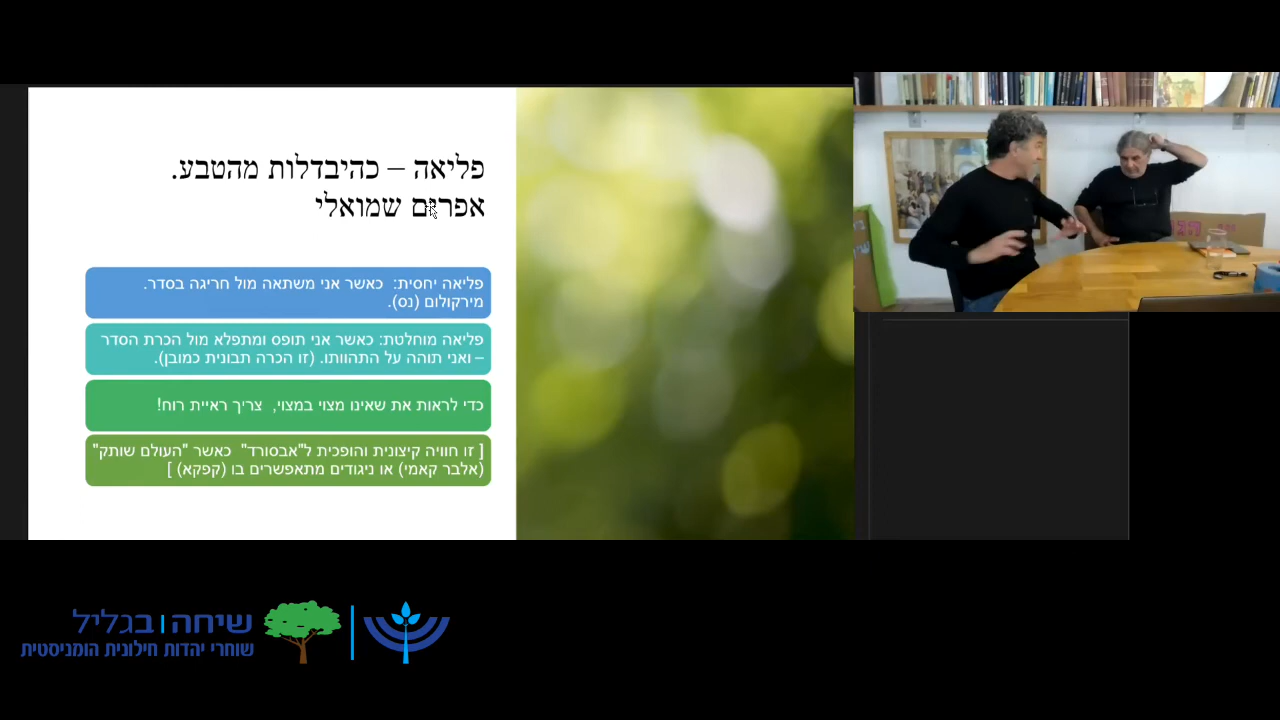 פליאה – כהיבדלות מהטבע.
אפרים שמואלי
פליאה יחסית: כאשר אני משתאה מול חריגה בסדר.
מירקולום (נס).
פליאה מוחלטת: כאשר אני תופס ומתפלא מול הכרת הסדר
– ואני תוהה על התהוותו. (זו הכרה תבונית כמובן).
כדי לראות את שאינו מצוי במצוי, צריך ראיית רוח!
[ זו חוויה קיצונית והופכית ל"אבסורד" כאשר "העולם שותק"
(אלבר קאמי) או ניגודים מתאפשרים בו (קפקא) ]
שיחה | בגליל
שוחרי יהדות חילונית הומניסטית